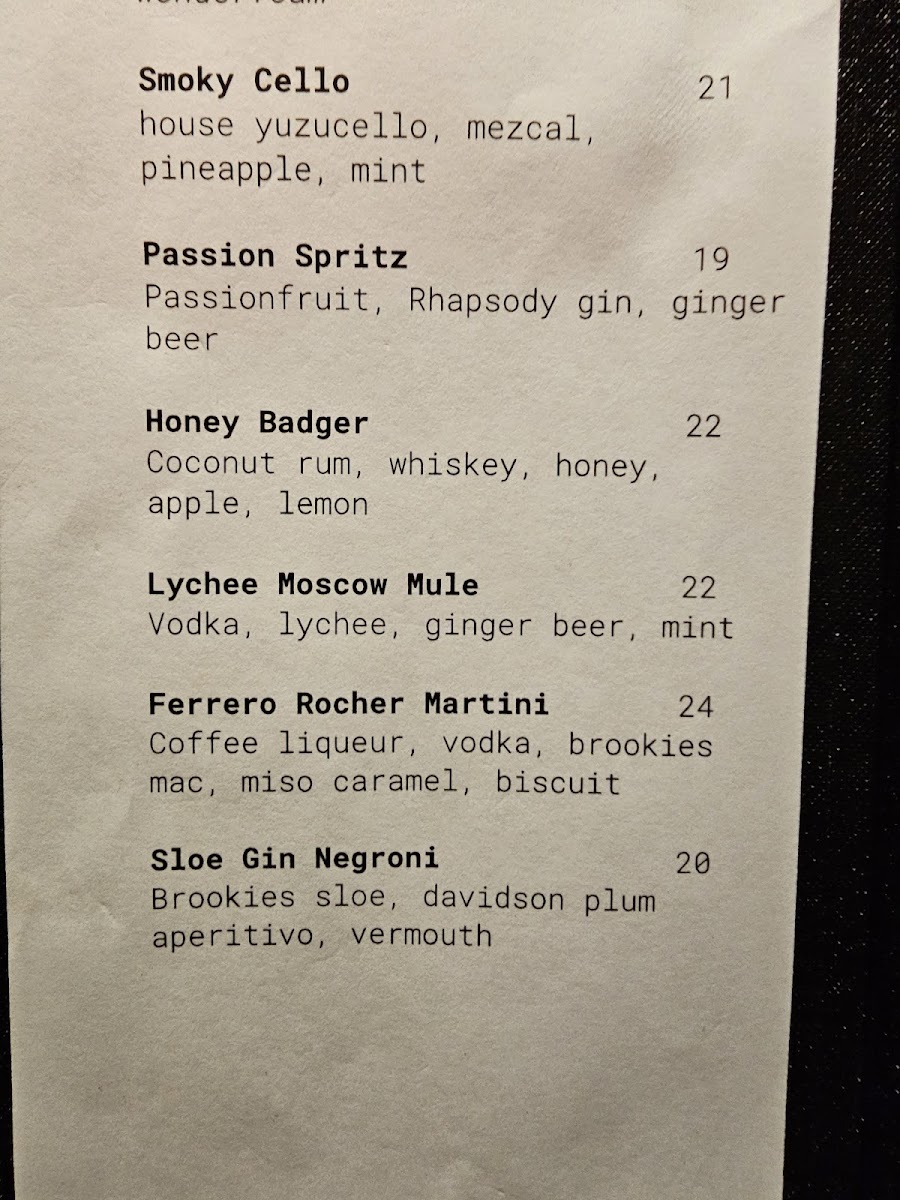 Smoky Cello 21
house yuzucello, mezcal,
pineapple, mint
Passion Spritz 19
Passionfruit, Rhapsody gin, ginger
beer
Honey Badger 22
Coconut rum, whiskey, honey,
apple, lemon
Lychee Moscow Mule 22
Vodka, lychee, ginger beer, mint
Ferrero Rocher Martini 24
Coffee liqueur, vodka, brookies
mac, miso caramel, biscuit
Sloe Gin Negroni 20
Brookies sloe, davidson plum
aperitivo, vermouth